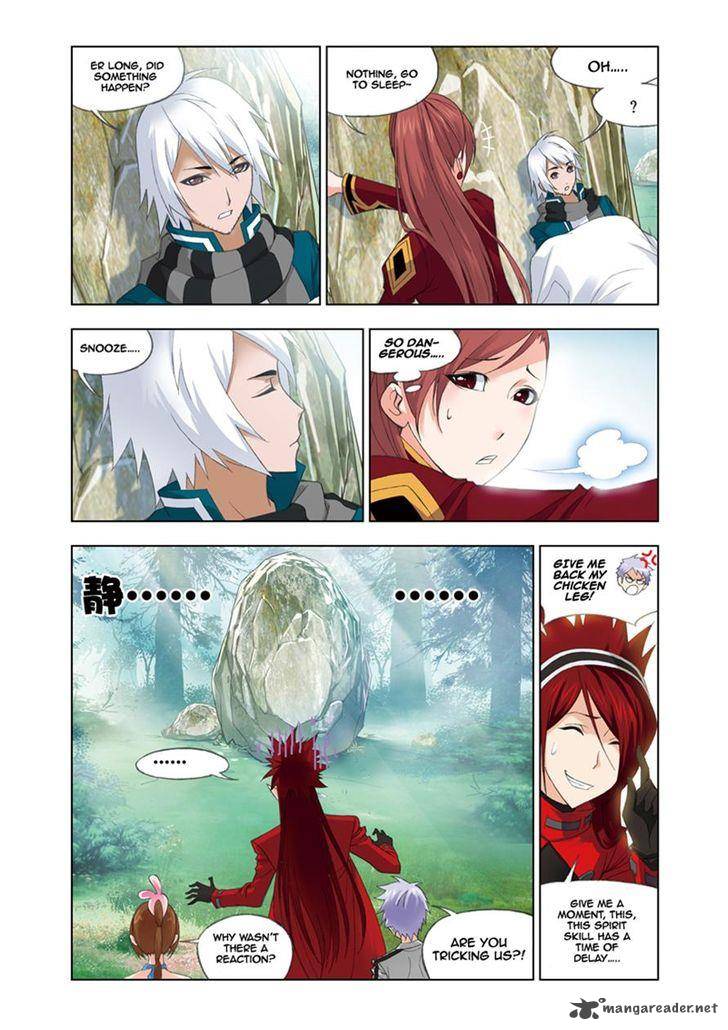 ER LONG, DID
SOMETHING
HAPPEN?
NOTHING, GO
TO SLEEP~
OH.....
?
SNOOZE.....
SO DAN-
GEROUS.....
静······
······
······
WHY WASN'T
THERE A
REACTION?
ARE YOU
TRICKING US?!
GIVE ME
BACK MY
CHICKEN
LEG!
GIVE ME A
MOMENT, THIS,
THIS SPIRIT
SKILL HAS A
TIME OF
DELAY.....
mangareader.net